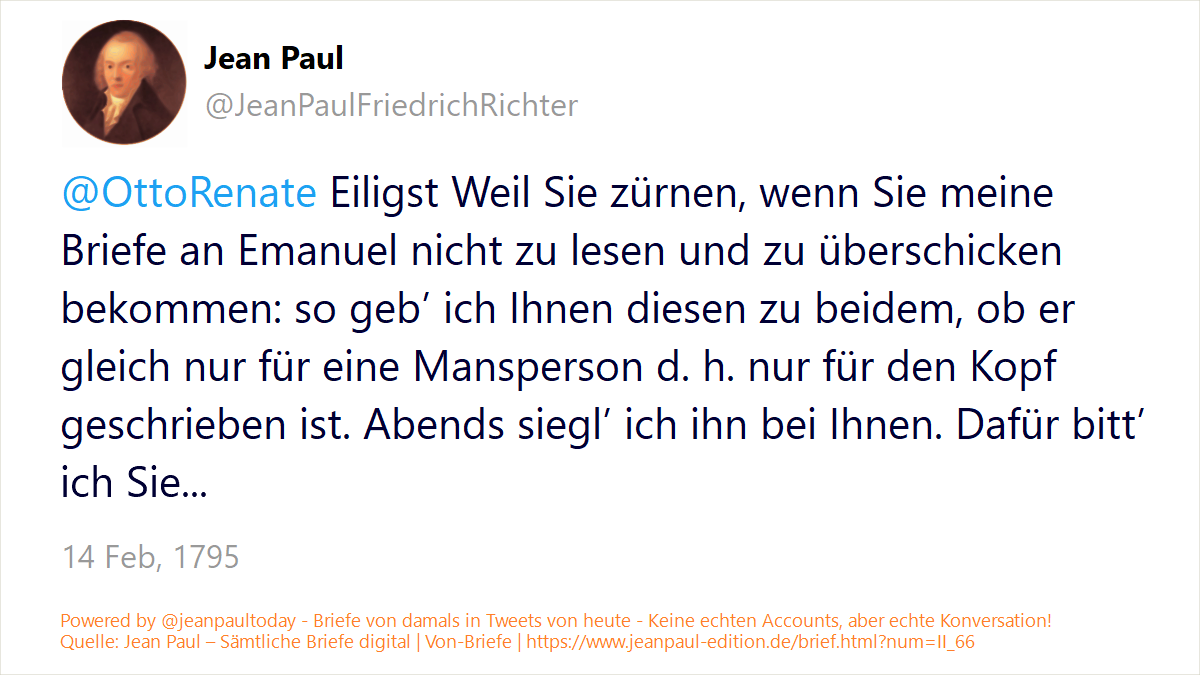 Jean Paul
@JeanPaulFriedrichRichter
@OttoRenate Eiligst Weil Sie zürnen, wenn Sie meine
Briefe an Emanuel nicht zu lesen und zu überschicken
bekommen: so geb’ ich Ihnen diesen zu beidem, ob er
gleich nur für eine Mansperson d. h. nur für den Kopf
geschrieben ist. Abends siegl’ ich ihn bei Ihnen. Dafür bitt’
ich Sie...
14 Feb, 1795
Powered by @jeanpaultoday - Briefe von damals in Tweets von heute - Keine echten Accounts, aber echte Konversation!
Quelle: Jean Paul – Sämtliche Briefe digital | Von-Briefe | https://www.jeanpaul-edition.de/brief.html?num=II_66